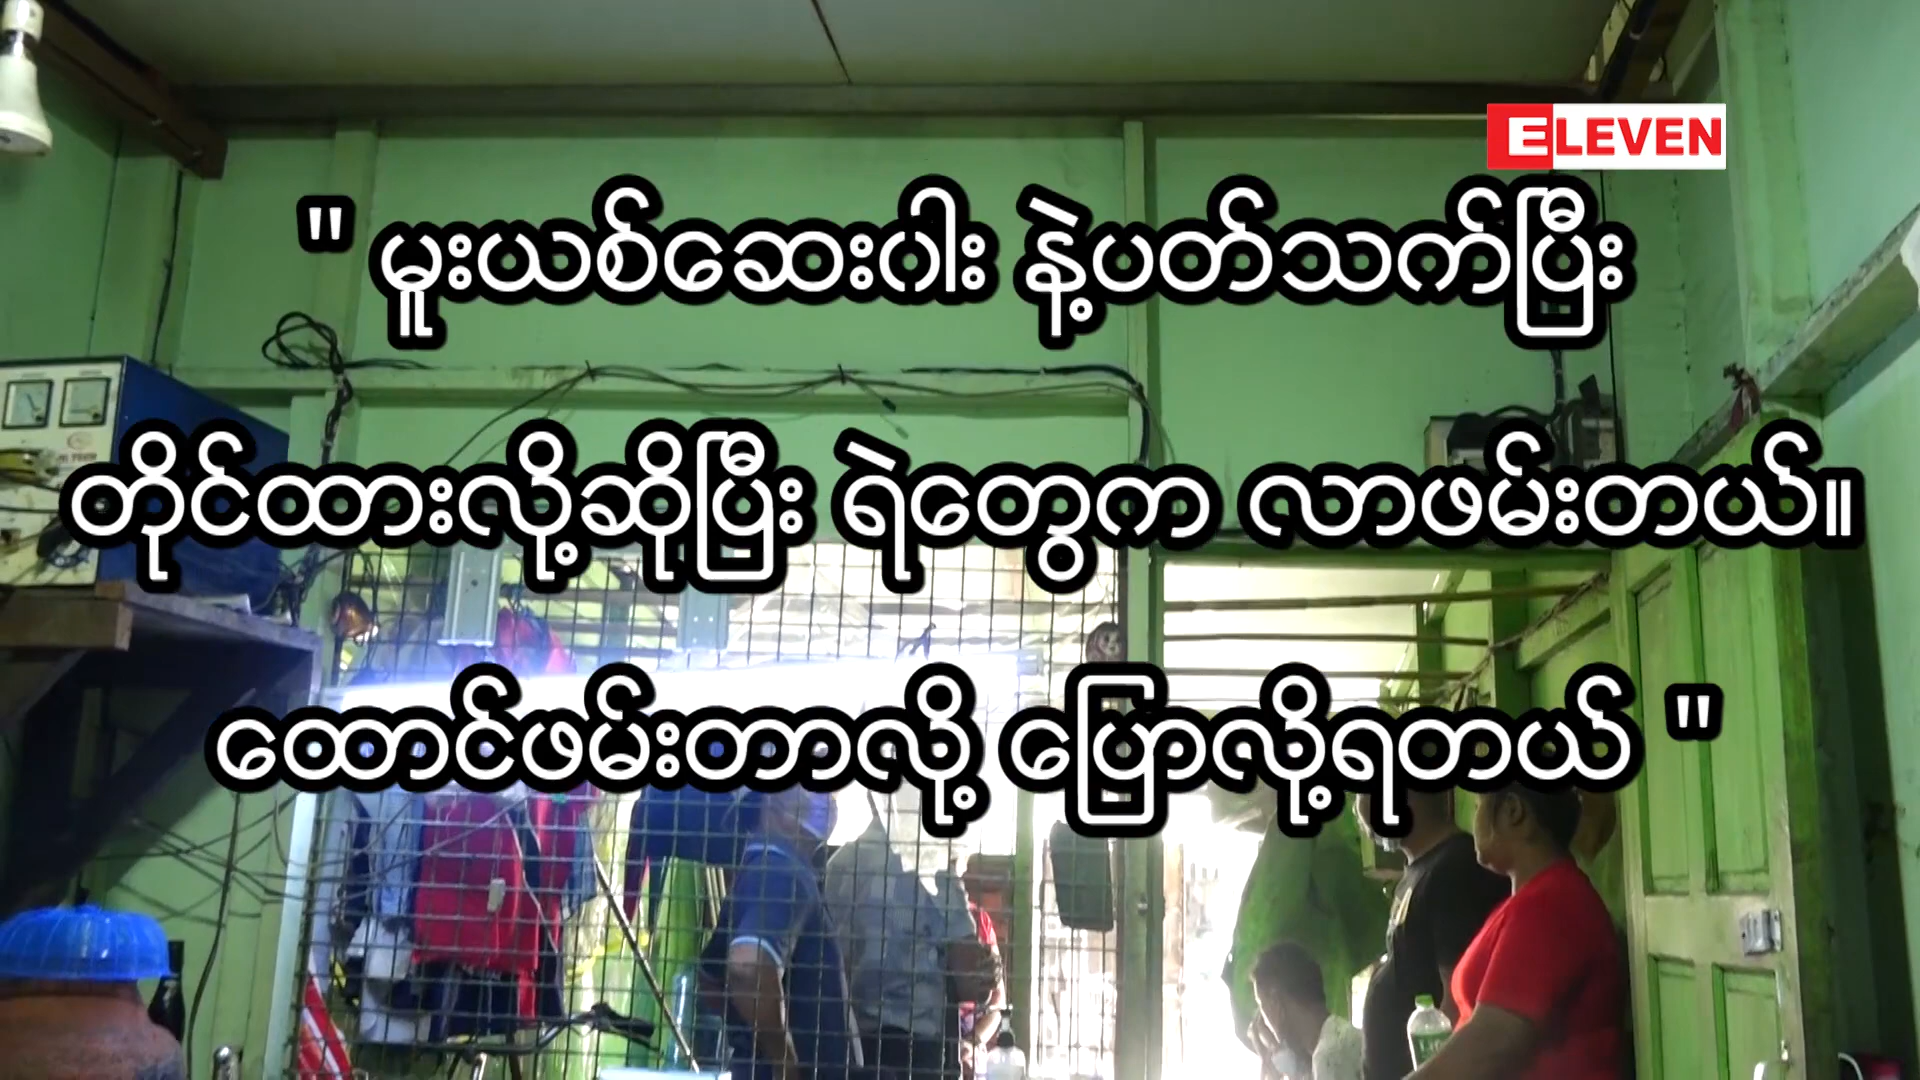 ELEVEN
" မူးယစ်ဆေးဝါး နဲ့ပတ်သက်ပြီး
တိုင်ထားလို့ဆိုပြီး ရဲတွေက လာဖမ်းတယ်။
ထောင်ဖမ်းတာလို့ ပြောလို့ရတယ် "